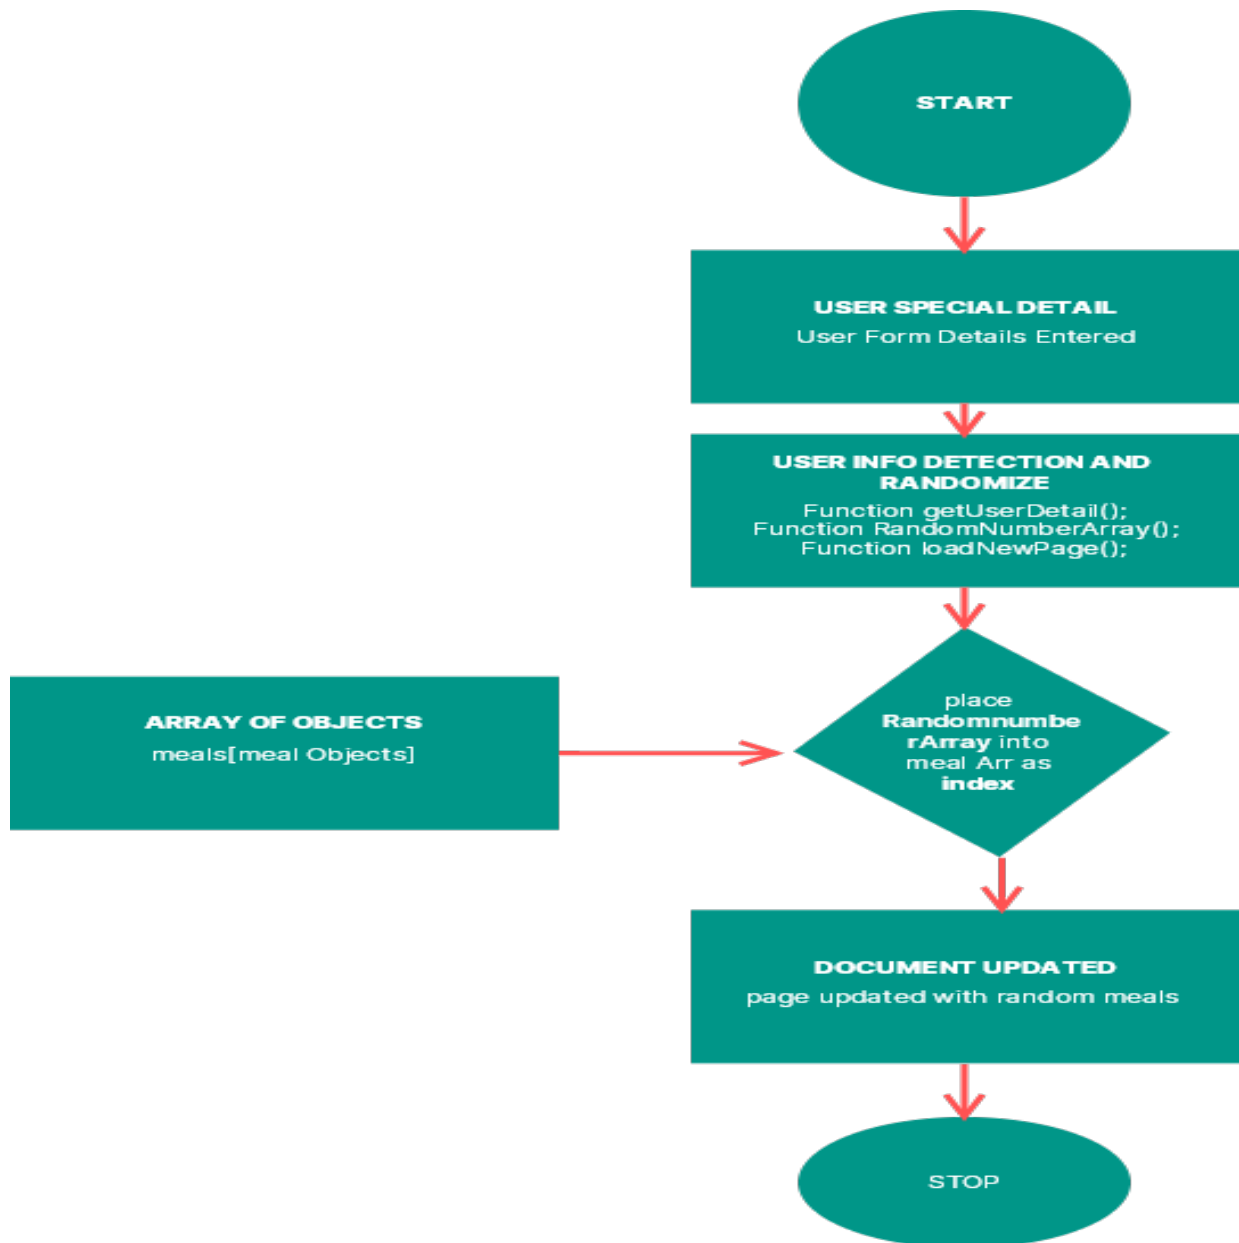 START
USER SPECIAL DETAIL
User Form Details Entered
USER INFO DETECTION AND
RANDOMIZE
Function getUserDetail();
Function RandomNumberArray();
Function loadNewPage();
ARRAY OF OBJECTS
meals[meal Objects]
place
Randomnumbe
rArray into
meal Arr as
index
DOCUMENT UPDATED
page updated with random meals
STOP